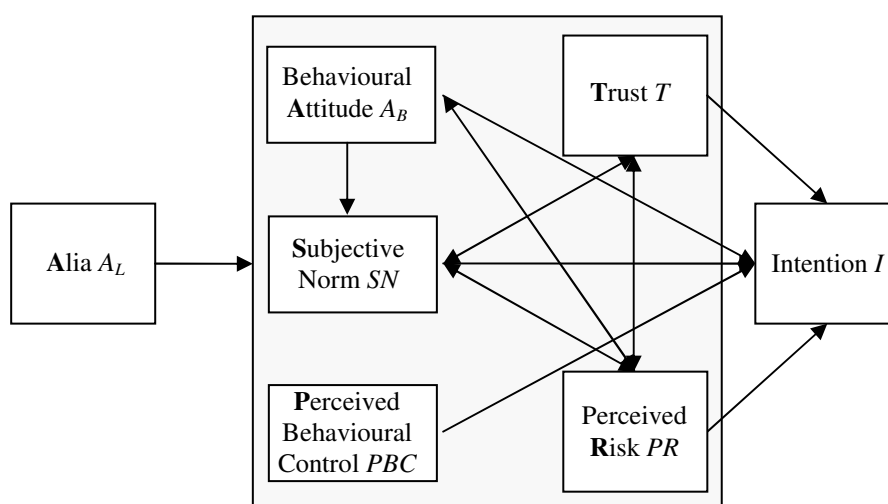 Behavioural
Attitude A_B
Trust T
Alia A_L
Subjective
Norm SN
Intention I
Perceived
Behavioural
Control PBC
Perceived
Risk PR